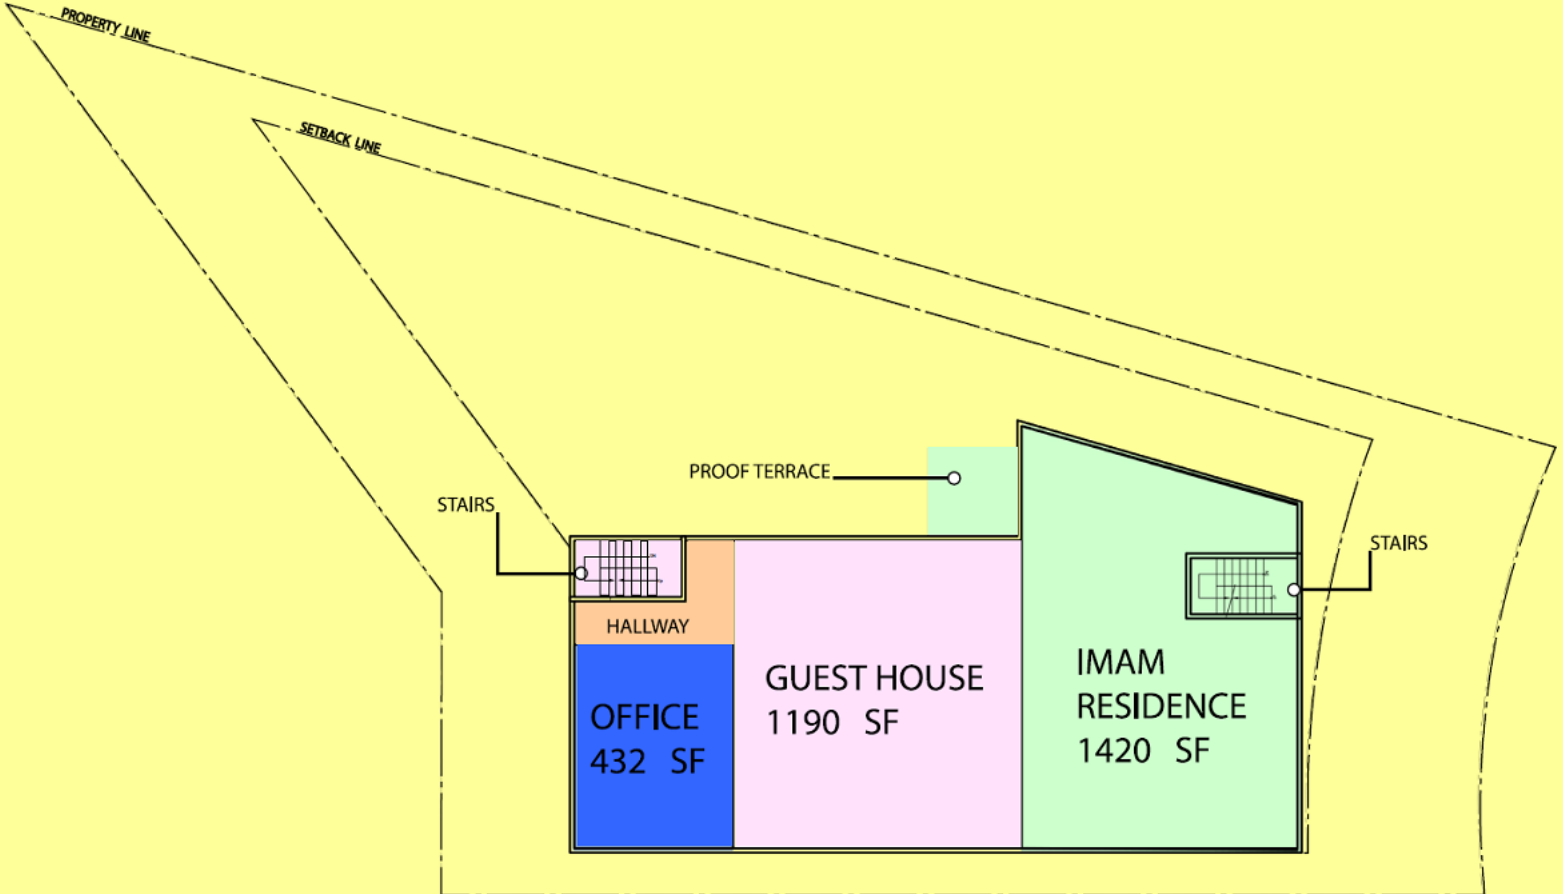 PROPERTY LINE
SETBACK LINE
PROOF TERRACE
STAIRS
STAIRS
HALLWAY
OFFICE
432 SF
GUEST HOUSE
1190 SF
IMAM
RESIDENCE
1420 SF